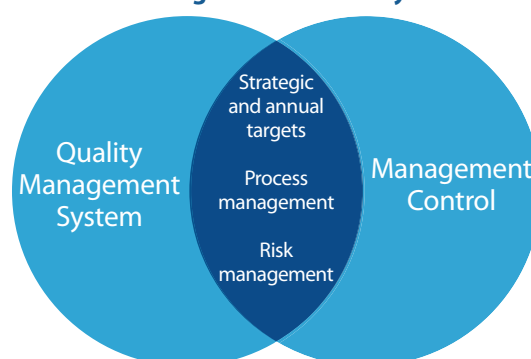 Quality
Management
System
Strategic
and annual
targets
Process
management
Risk
management
Management
Control